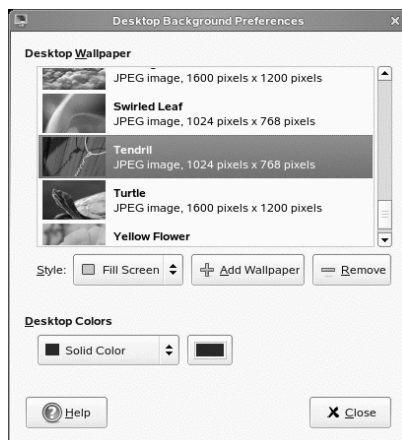 Desktop Background Preferences
Desktop Wallpaper
JPEG image, 1600 pixels x 1200 pixels
Swirled Leaf
JPEG image, 1024 pixels x 768 pixels
Tendril
JPEG image, 1024 pixels x 768 pixels
Turtle
JPEG image, 1600 pixels x 1200 pixels
Yellow Flower
Style: Fill Screen Add Wallpaper Remove
Desktop Colors
Solid Color
Help Close